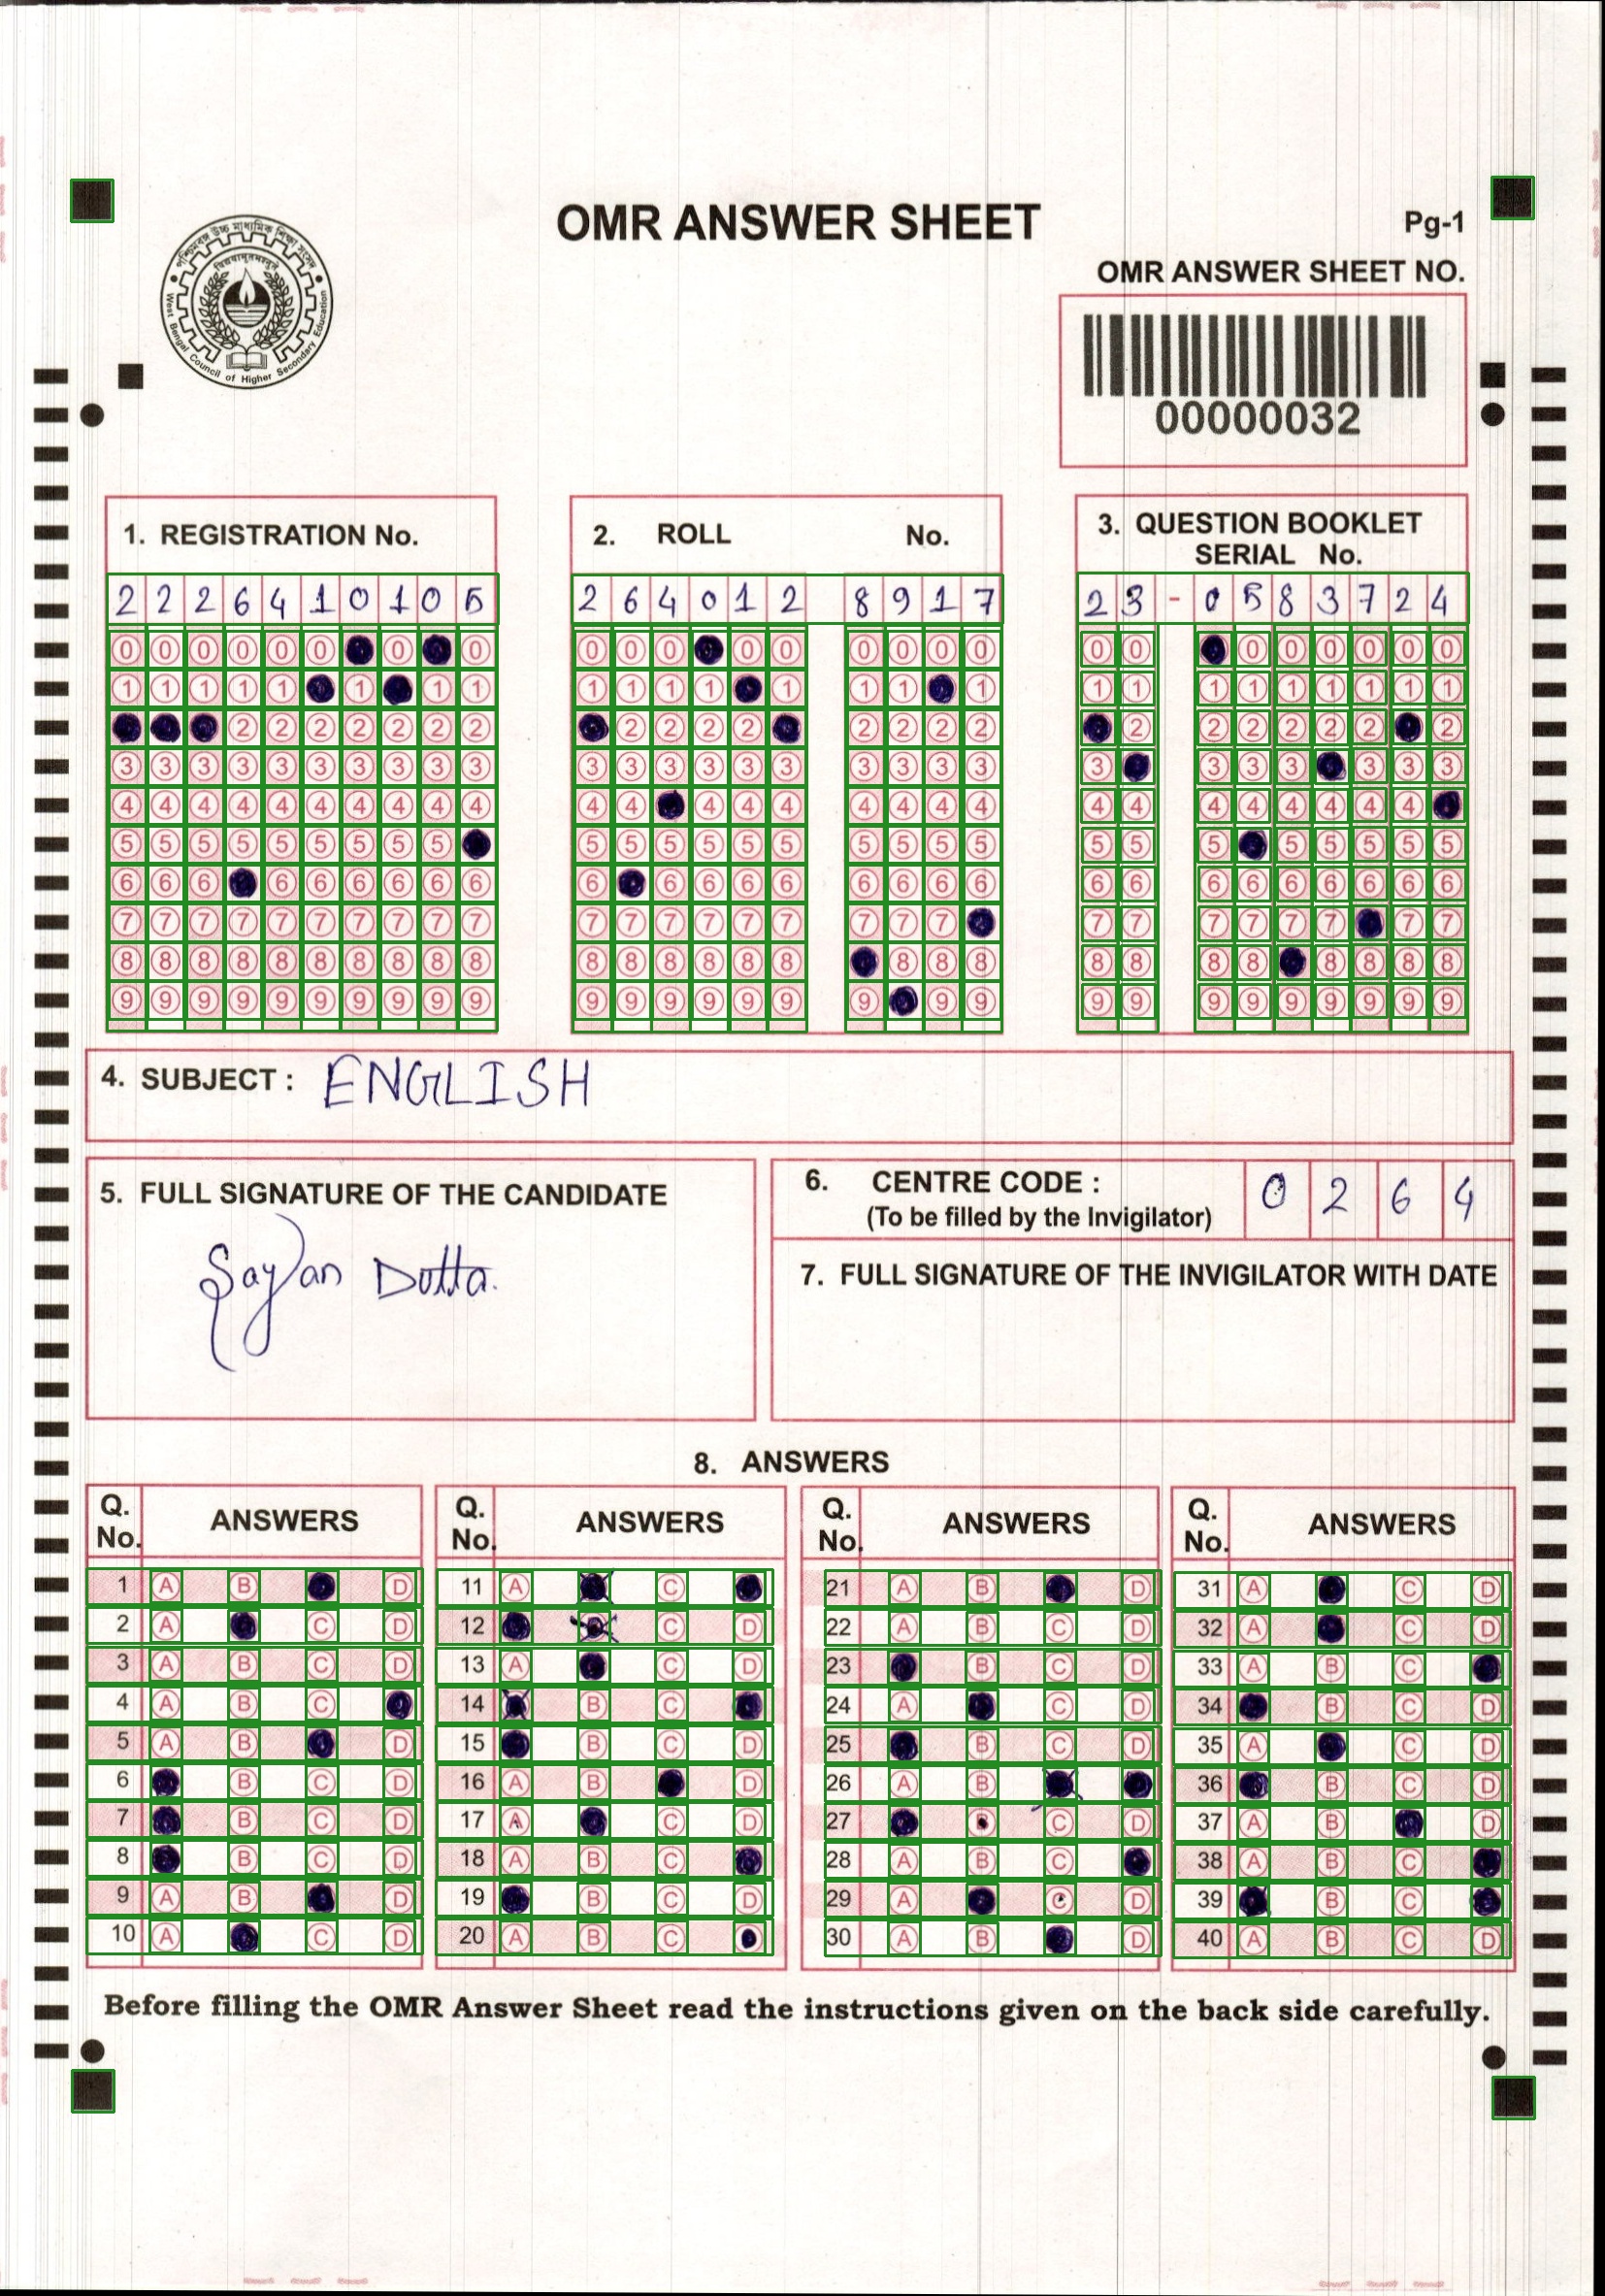 OMR ANSWER SHEET
Pg-1
পশ্চিমবঙ্গ উচ্চ মাধ্যমিক শিক্ষা সংসদ
West Bengal Council of Higher Secondary Education
OMR ANSWER SHEET NO.
00000032
1. REGISTRATION No.
2 2 2 6 4 1 0 1 0 5
2. ROLL No.
2 6 4 0 1 2 8 9 1 7
3. QUESTION BOOKLET
SERIAL No.
2 3 - 0 5 8 3 7 2 4
4. SUBJECT : ENGLISH
5. FULL SIGNATURE OF THE CANDIDATE
Sayan Dutta.
6. CENTRE CODE : 0 2 6 4
(To be filled by the Invigilator)
7. FULL SIGNATURE OF THE INVIGILATOR WITH DATE
8. ANSWERS
Q. No. ANSWERS Q. No. ANSWERS Q. No. ANSWERS Q. No. ANSWERS
1 A B D 11 A C 21 A B D 31 A C D
2 A C D 12 C D 22 A B C D 32 A C D
3 A B C D 13 A C D 23 B C D 33 A B C
4 A B C 14 B C 24 A C D 34 B C D
5 A B D 15 B C D 25 B C D 35 A C D
6 B C D 16 A B D 26 A B 36 B C D
7 B C D 17 A C D 27 B C D 37 A B D
8 B C D 18 A B C 28 A B C 38 A B C
9 A B D 19 B C D 29 A C D 39 B C
10 A C D 20 A B C 30 A B D 40 A B C D
Before filling the OMR Answer Sheet read the instructions given on the back side carefully.